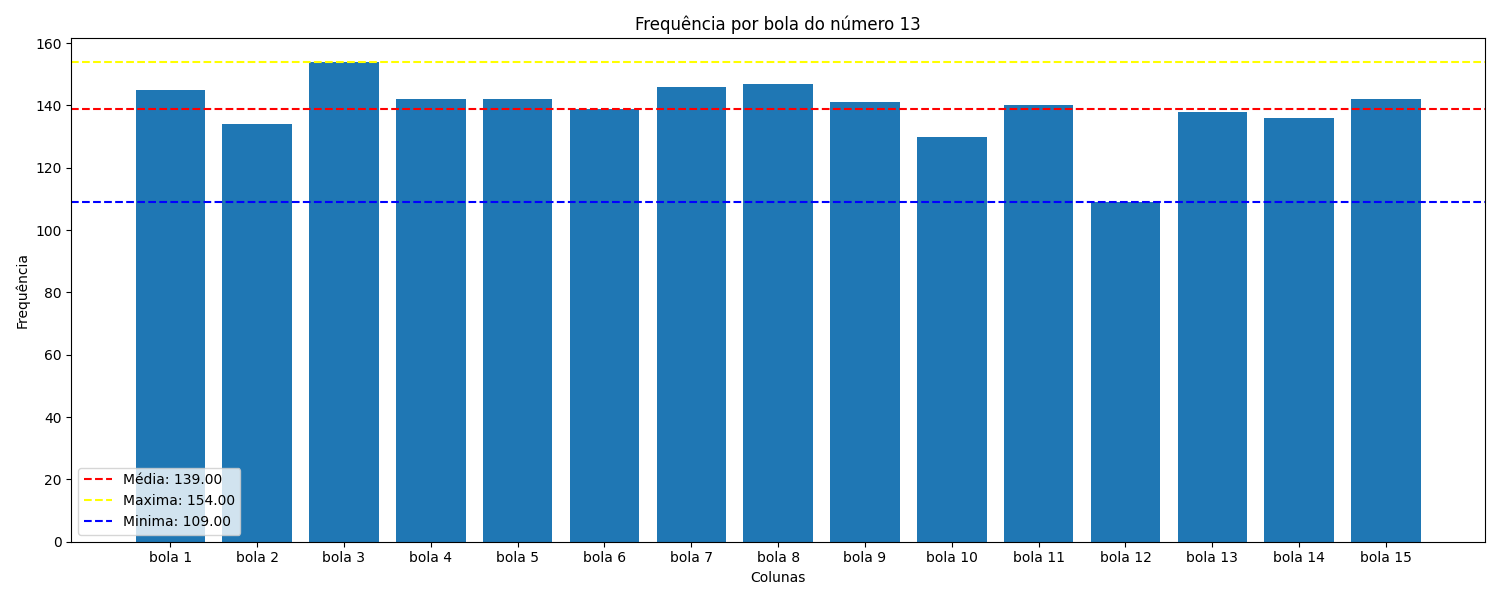 Frequência por bola do número 13
Frequência
160
140
120
100
80
60
40
20
0
Média: 139.00
Maxima: 154.00
Minima: 109.00
bola 1 bola 2 bola 3 bola 4 bola 5 bola 6 bola 7 bola 8 bola 9 bola 10 bola 11 bola 12 bola 13 bola 14 bola 15
Colunas